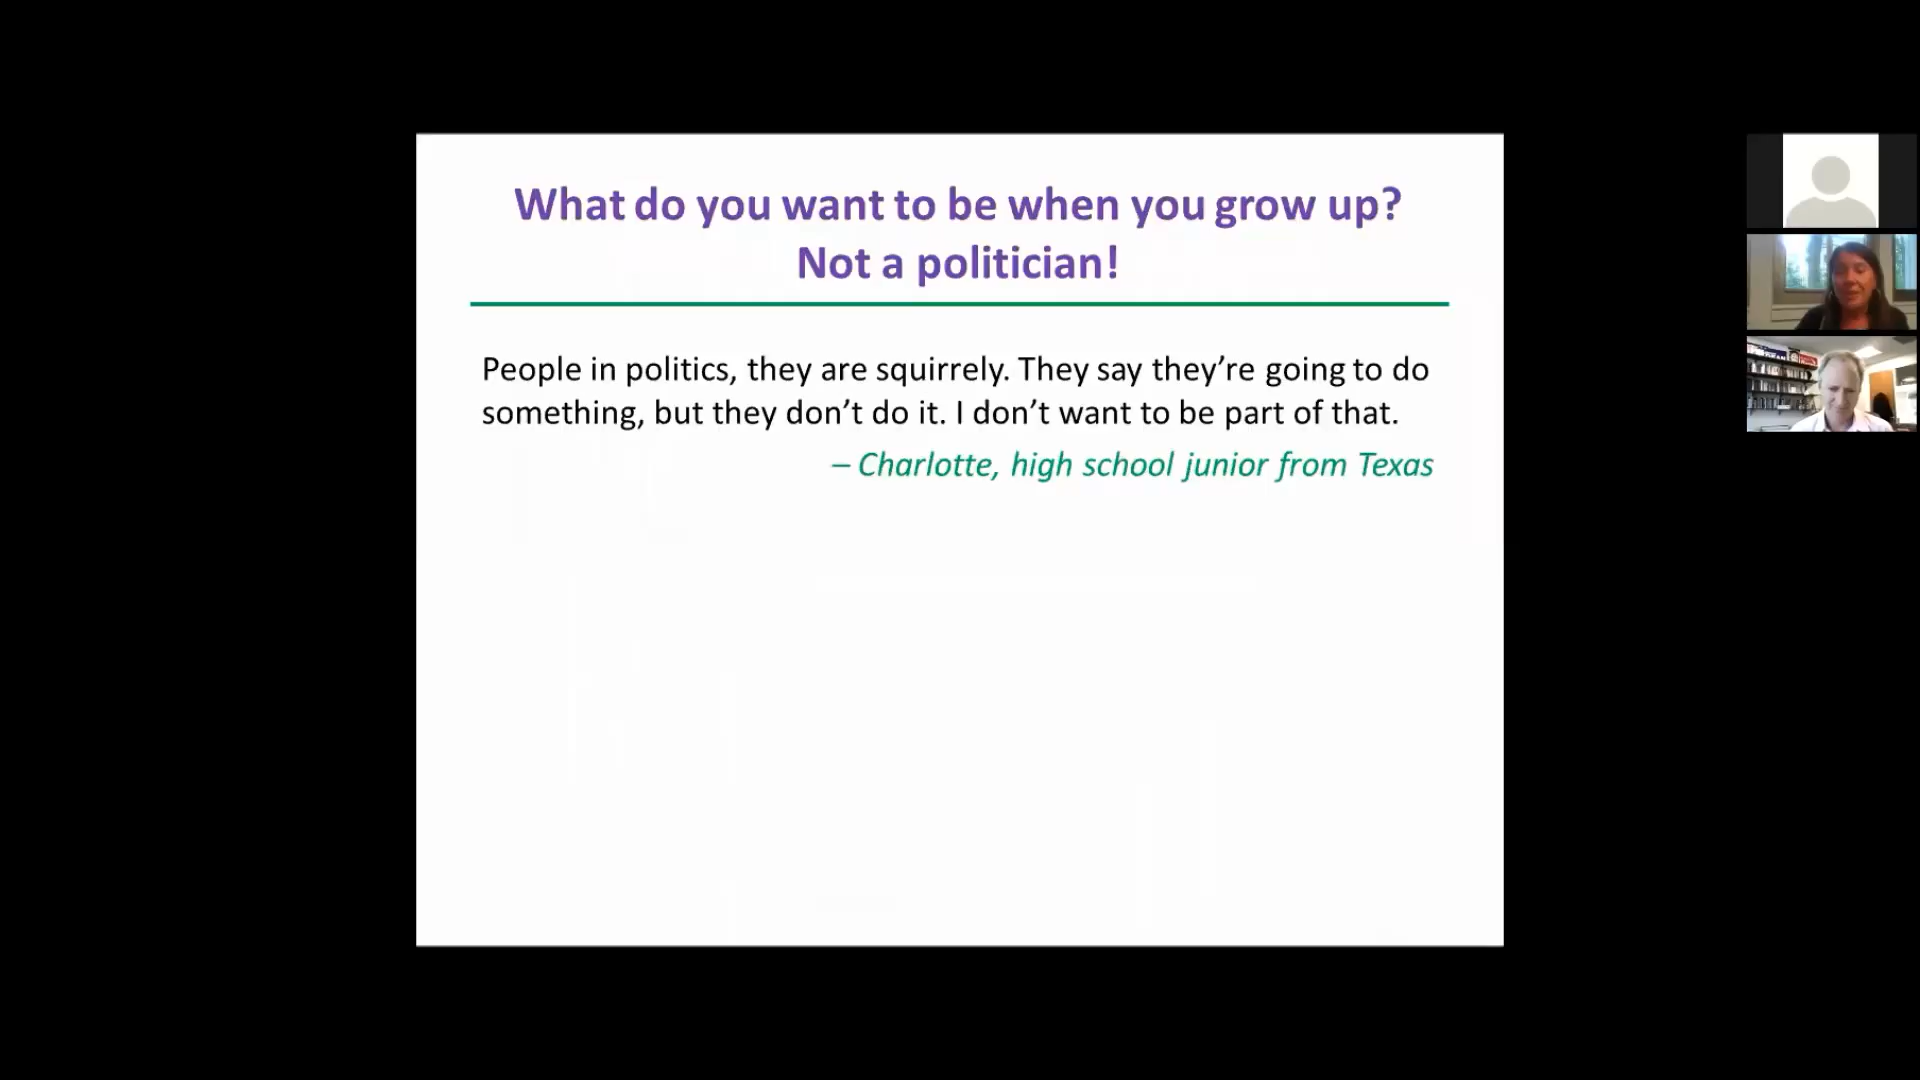 What do you want to be when you grow up?
Not a politician!
People in politics, they are squirrely. They say they’re going to do
something, but they don’t do it. I don’t want to be part of that.
– Charlotte, high school junior from Texas